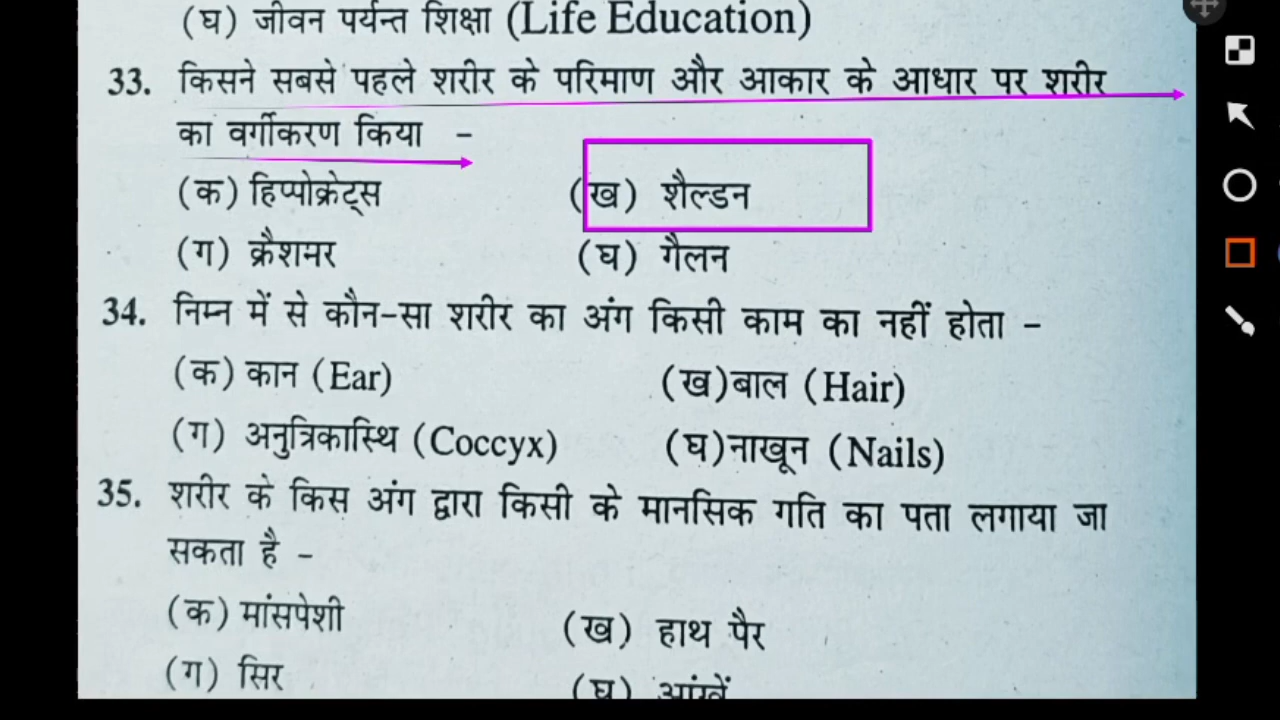 (घ) जीवन पर्यन्त शिक्षा (Life Education)
33. किसने सबसे पहले शरीर के परिमाण और आकार के आधार पर शरीर
का वर्गीकरण किया -
(क) हिप्पोक्रेट्स (ख) शैल्डन
(ग) क्रैशमर (घ) गैलन
34. निम्न में से कौन-सा शरीर का अंग किसी काम का नहीं होता -
(क) कान (Ear) (ख) बाल (Hair)
(ग) अनुत्रिकास्थि (Coccyx) (घ) नाखून (Nails)
35. शरीर के किस अंग द्वारा किसी के मानसिक गति का पता लगाया जा
सकता है -
(क) मांसपेशी (ख) हाथ पैर
(ग) सिर (घ) आंखें